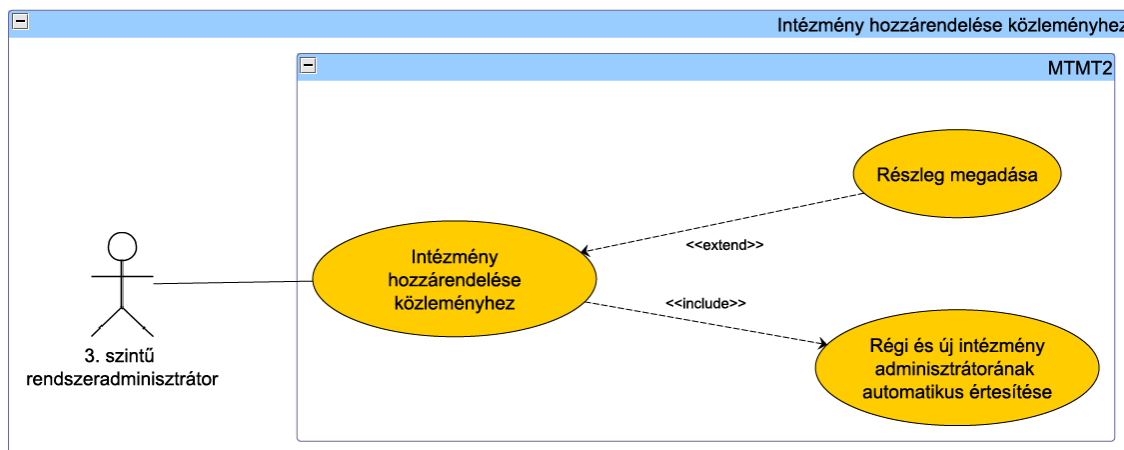 Intézmény hozzárendelése közleményhez
MTMT2
Részleg megadása
<<extend>>
Intézmény
hozzárendelése
közleményhez
<<include>>
Régi és új intézmény
adminisztrátorának
automatikus értesítése
3. szintű
rendszeradminisztrátor